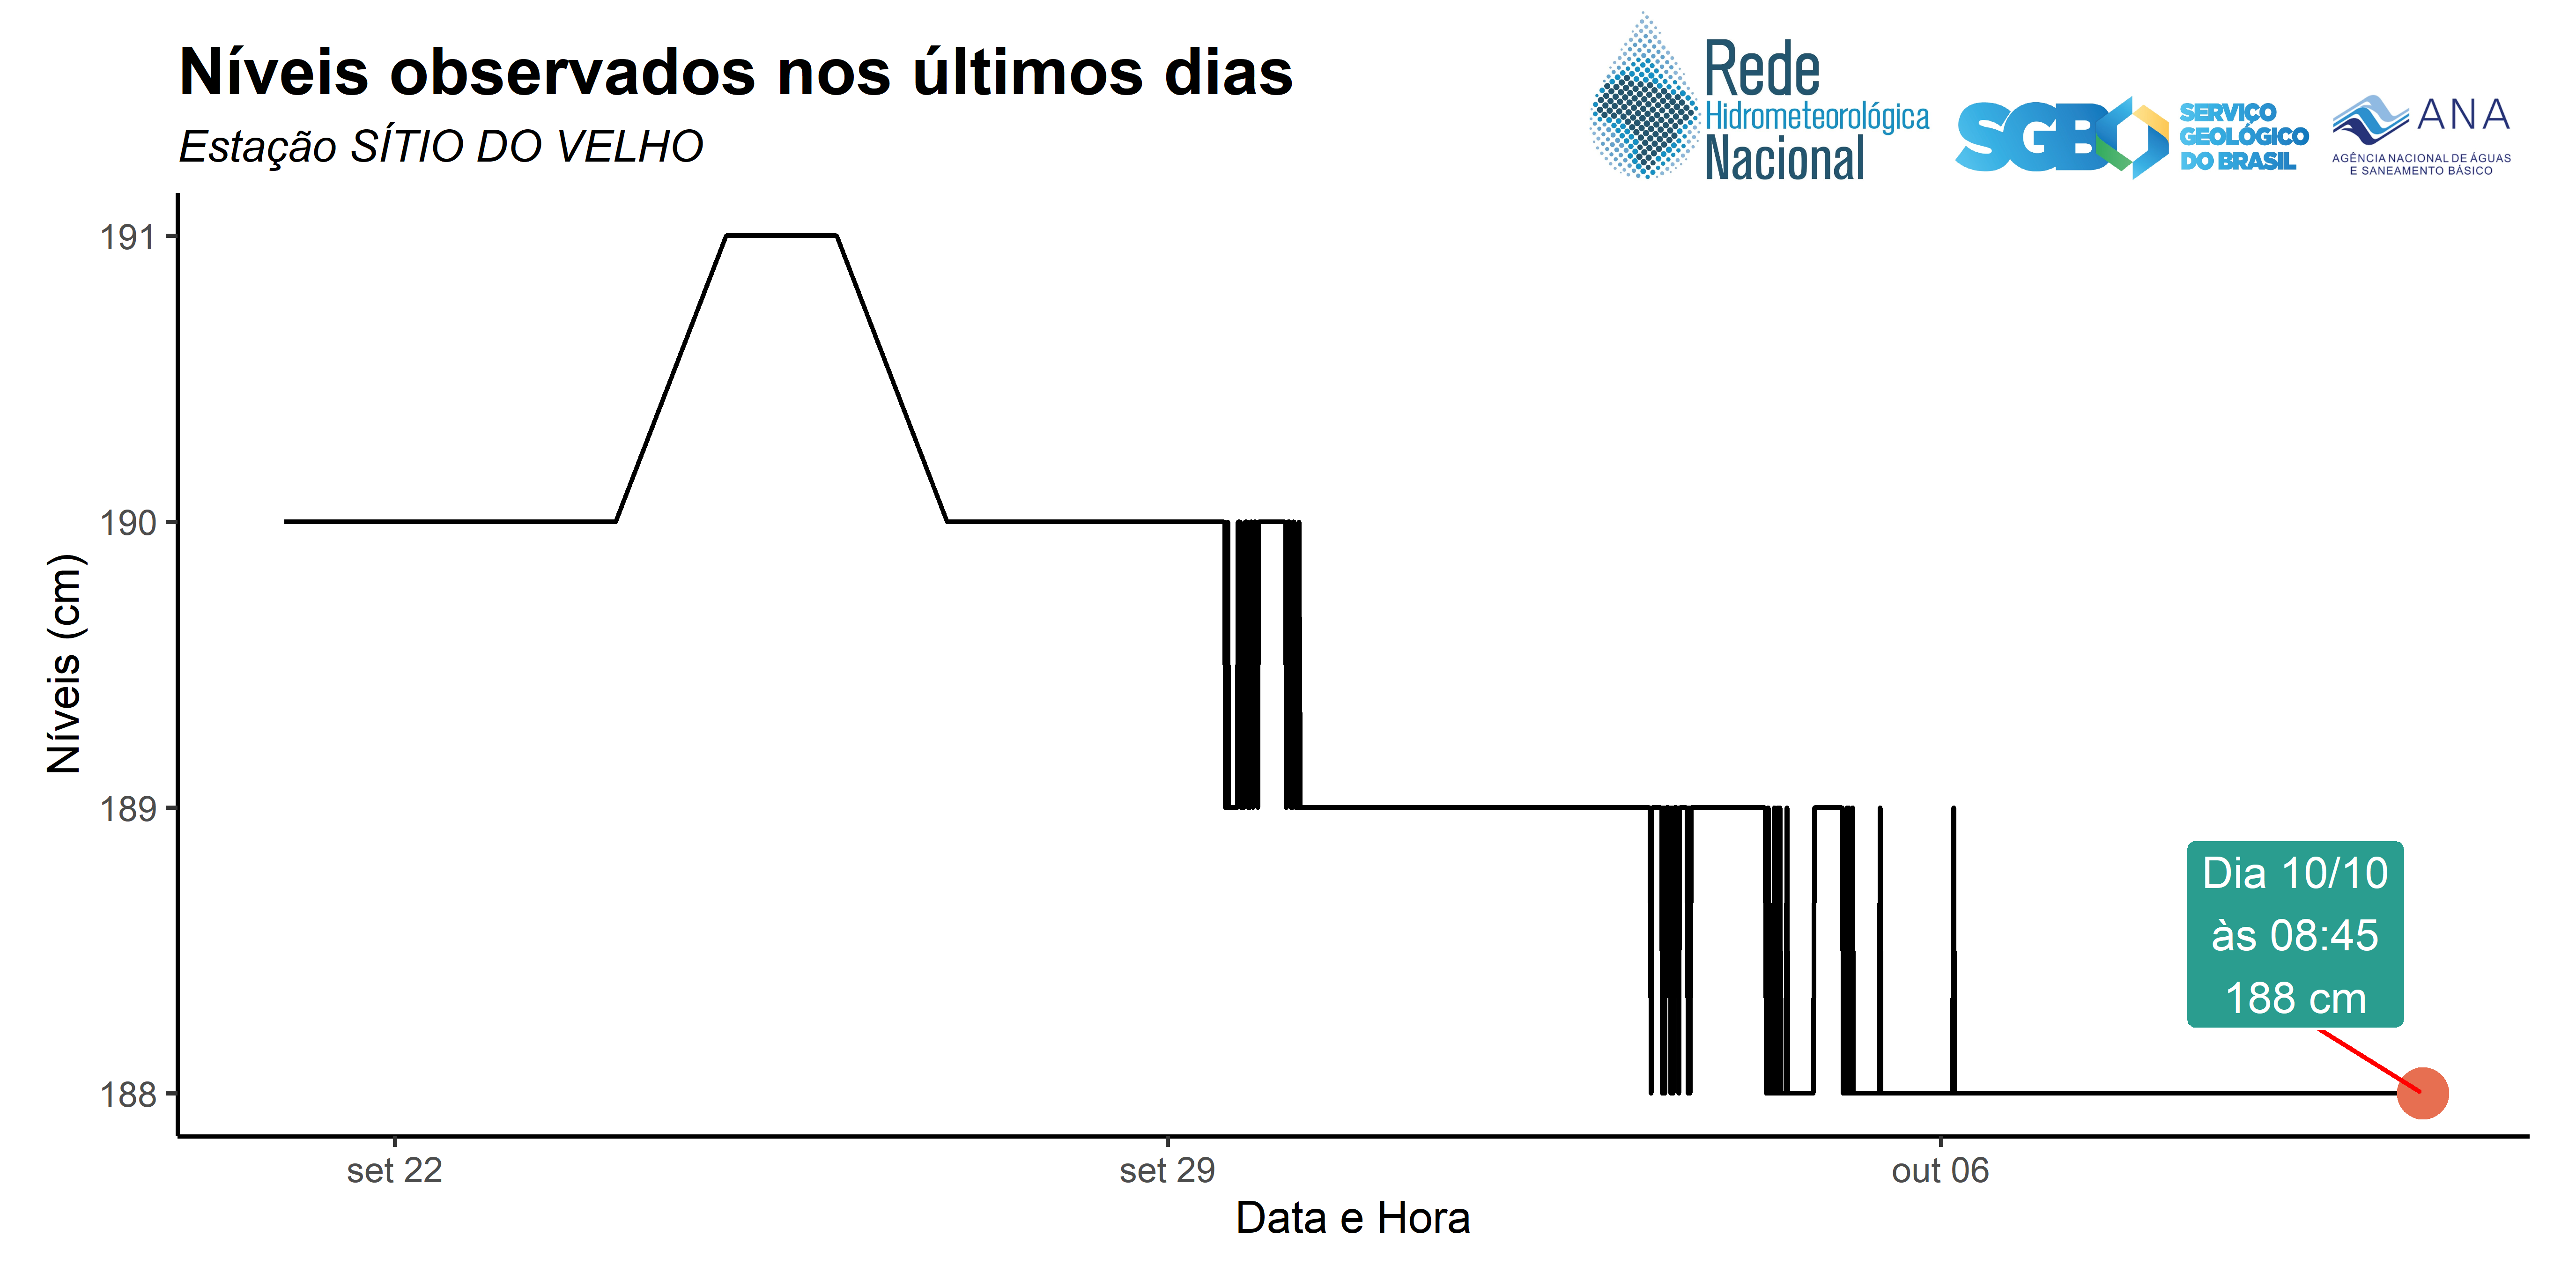 Níveis observados nos últimos dias
Estação SÍTIO DO VELHO
Rede
Hidrometeorológica
Nacional
SGB
SERVIÇO
GEOLÓGICO
DO BRASIL
ANA
AGÊNCIA NACIONAL DE ÁGUAS
E SANEAMENTO BÁSICO
Níveis (cm)
191
190
189
188
Dia 10/10
às 08:45
188 cm
set 22
set 29
out 06
Data e Hora